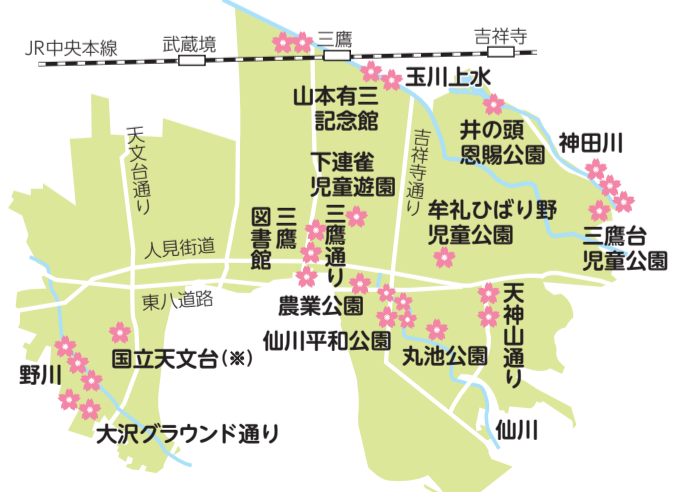 JR中央本線
武蔵境
三鷹
吉祥寺
玉川上水
山本有三
記念館
井の頭
恩賜公園
神田川
天文台通り
吉祥寺通り
下連雀
児童遊園
三鷹
図書館
三鷹通り
牟礼ひばり野
児童公園
三鷹台
児童公園
人見街道
東八道路
農業公園
天神山通り
仙川平和公園
丸池公園
国立天文台(※)
野川
大沢グラウンド通り
仙川